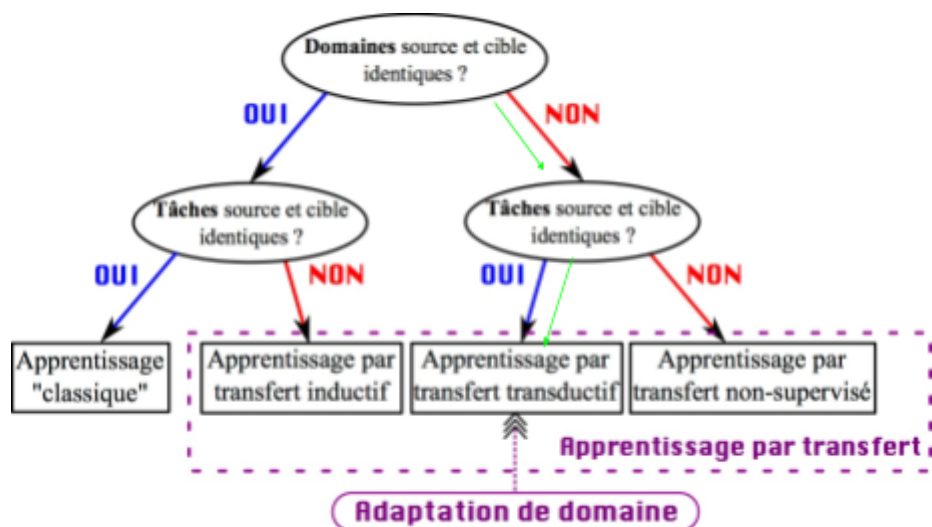 Domaines source et cible
identiques ?
OUI
NON
Tâches source et cible
identiques ?
Tâches source et cible
identiques ?
OUI
NON
OUI
NON
Apprentissage
"classique"
Apprentissage par
transfert inductif
Apprentissage par
transfert transductif
Apprentissage par
transfert non-supervisé
Apprentissage par transfert
Adaptation de domaine